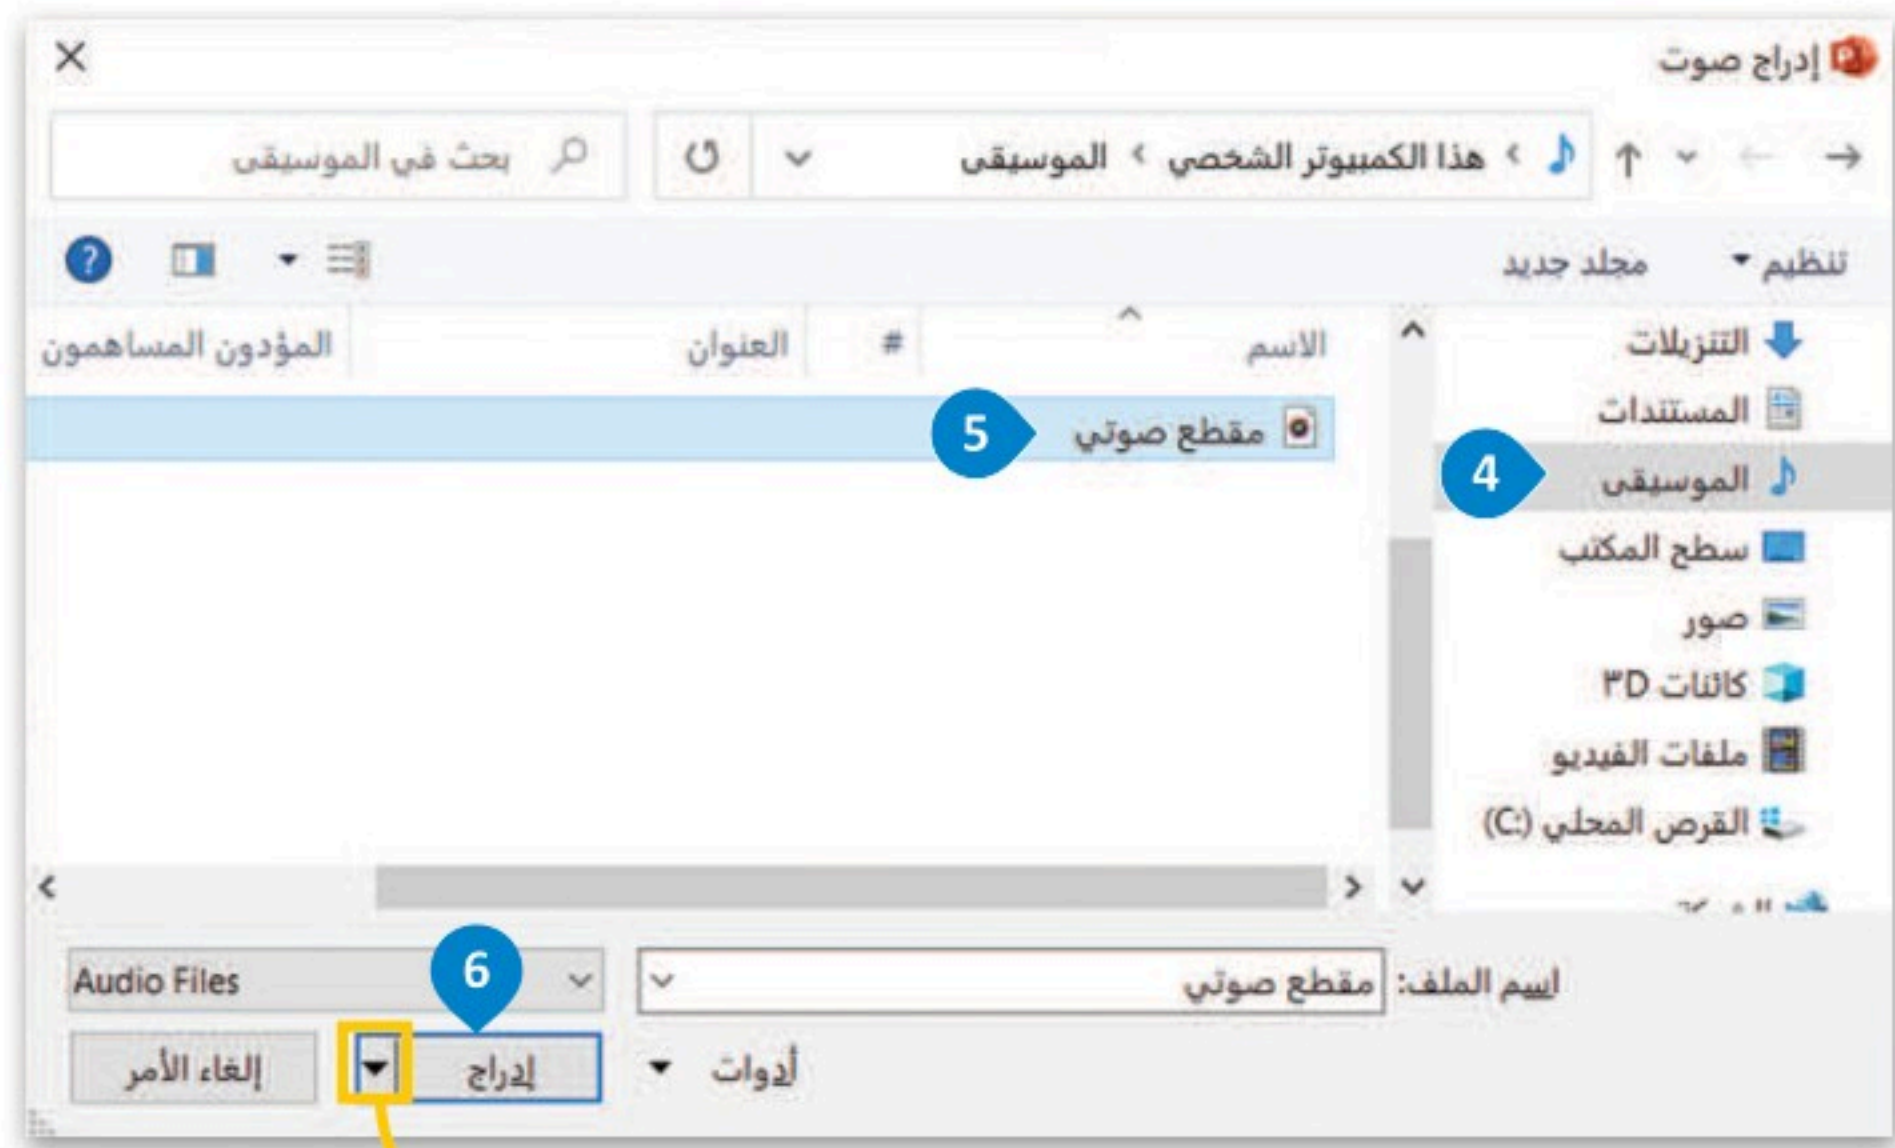 إدراج صوت
هذا الكمبيوتر الشخصي › الموسيقى
بحث في الموسيقى
تنظيم
مجلد جديد
?
الاسم
#
العنوان
المؤدون المساهمون
التنزيلات
المستندات
الموسيقى
4
سطح المكتب
صور
كائنات ٣D
ملفات الفيديو
القرص المحلي (C:)
مقطع صوتي
5
اسم الملف: مقطع صوتي
Audio Files
6
أدوات
إدراج
إلغاء الأمر